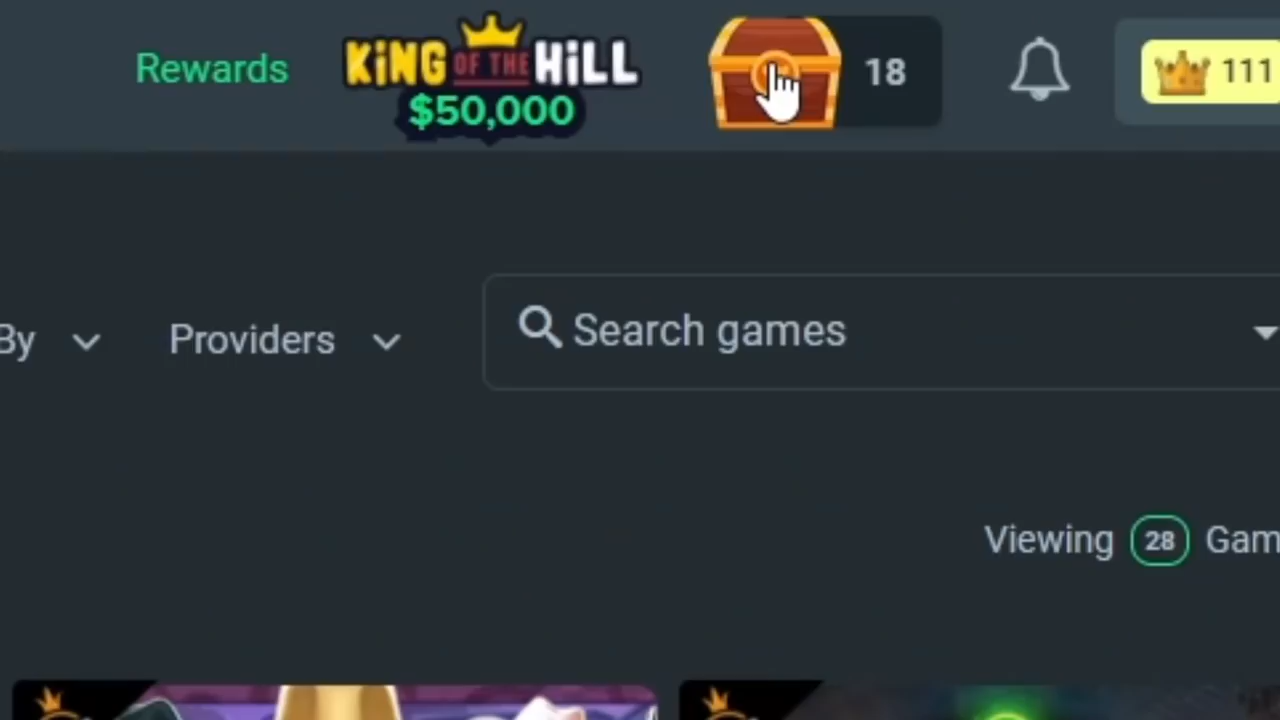 Rewards
KiNG OF THE HiLL
$50,000
18
111
By
Providers
Search games
Viewing 28 Gam